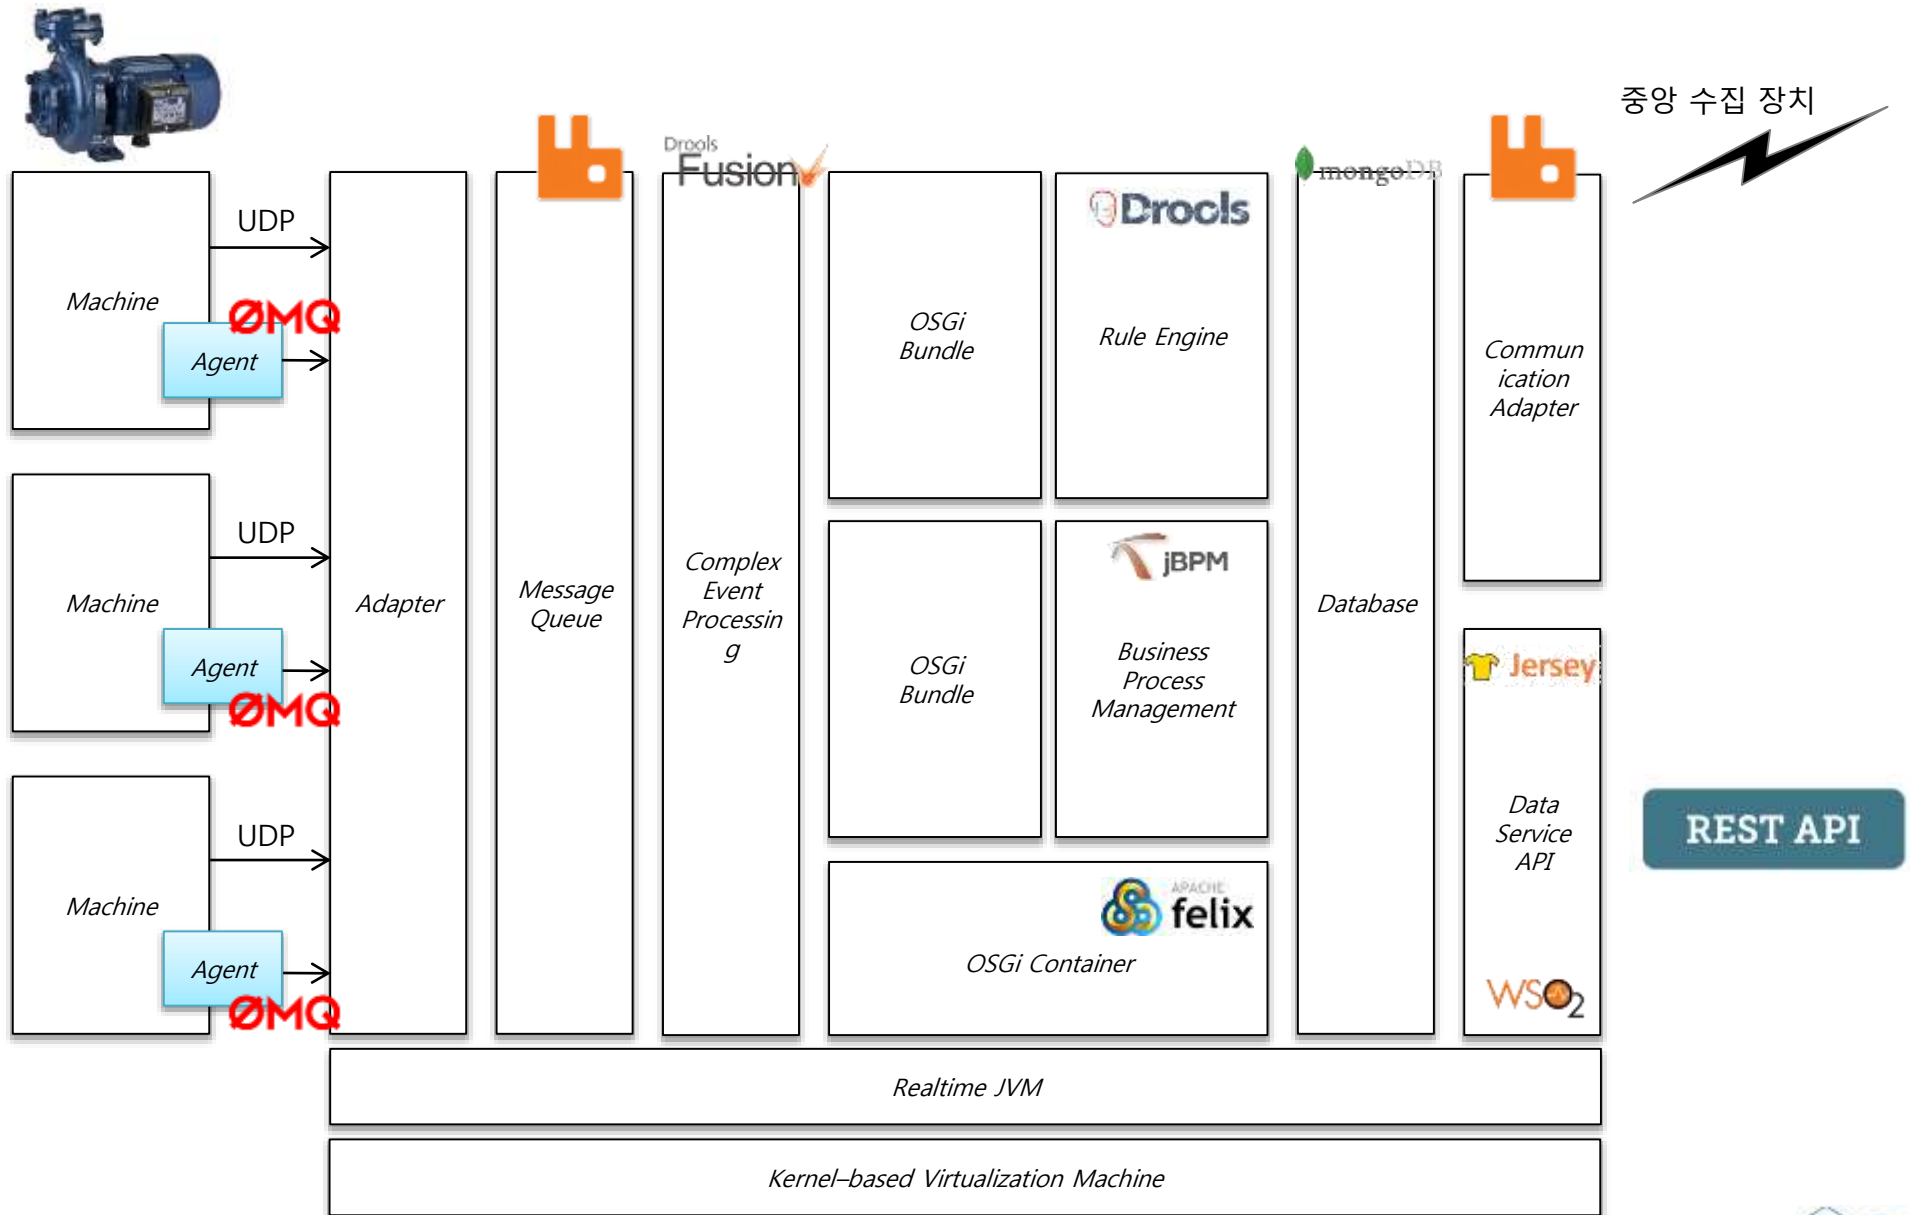 중앙 수집 장치
Drools
Fusion
mongoDB
Drools
UDP
Machine
ØMQ
Agent
OSGi
Bundle
Rule Engine
Commun
ication
Adapter
UDP
Machine
Agent
ØMQ
Adapter
Message
Queue
Complex
Event
Processin
g
OSGi
Bundle
jBPM
Business
Process
Management
Database
Jersey
Data
Service
API
WSO2
REST API
UDP
Machine
Agent
ØMQ
APACHE
felix
OSGi Container
Realtime JVM
Kernel–based Virtualization Machine